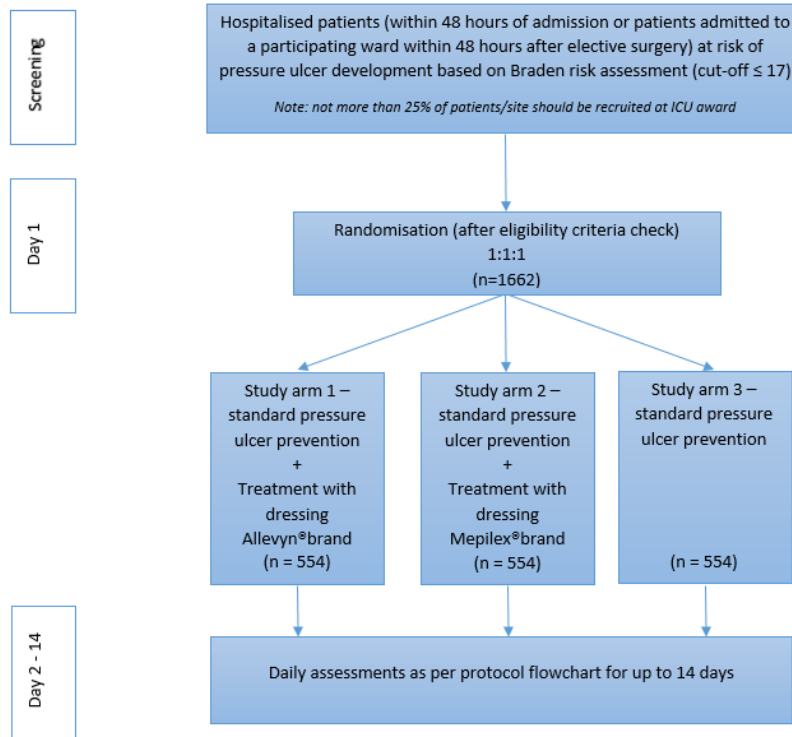 Screening
Hospitalised patients (within 48 hours of admission or patients admitted to
a participating ward within 48 hours after elective surgery) at risk of
pressure ulcer development based on Braden risk assessment (cut-off ≤ 17)
Note: not more than 25% of patients/site should be recruited at ICU award
Day 1
Randomisation (after eligibility criteria check)
1:1:1
(n=1662)
Study arm 1 –
standard pressure
ulcer prevention
+
Treatment with
dressing
Allevyn®brand
(n = 554)
Study arm 2 –
standard pressure
ulcer prevention
+
Treatment with
dressing
Mepilex®brand
(n = 554)
Study arm 3 –
standard pressure
ulcer prevention
(n = 554)
Day 2 - 14
Daily assessments as per protocol flowchart for up to 14 days